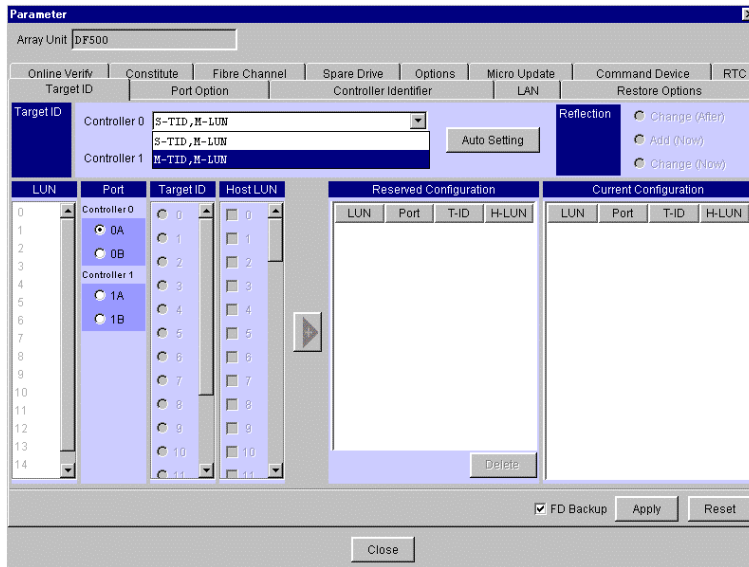 Parameter
Array Unit DF500
Online Verify Constitute Fibre Channel Spare Drive Options Micro Update Command Device RTC
Target ID Port Option Controller Identifier LAN Restore Options
Target ID
Controller 0 S-TID,M-LUN
S-TID,M-LUN
Controller 1 M-TID,M-LUN
Auto Setting
Reflection
Change (After)
Add (Now)
Change (Now)
LUN Port Target ID Host LUN Reserved Configuration Current Configuration
LUN Port T-ID H-LUN LUN Port T-ID H-LUN
0
1
2
3
4
5
6
7
8
9
10
11
12
13
14
Controller 0
0A
0B
Controller 1
1A
1B
0
1
2
3
4
5
6
7
8
9
10
11
0
1
2
3
4
5
6
7
8
9
10
11
Delete
FD Backup Apply Reset
Close